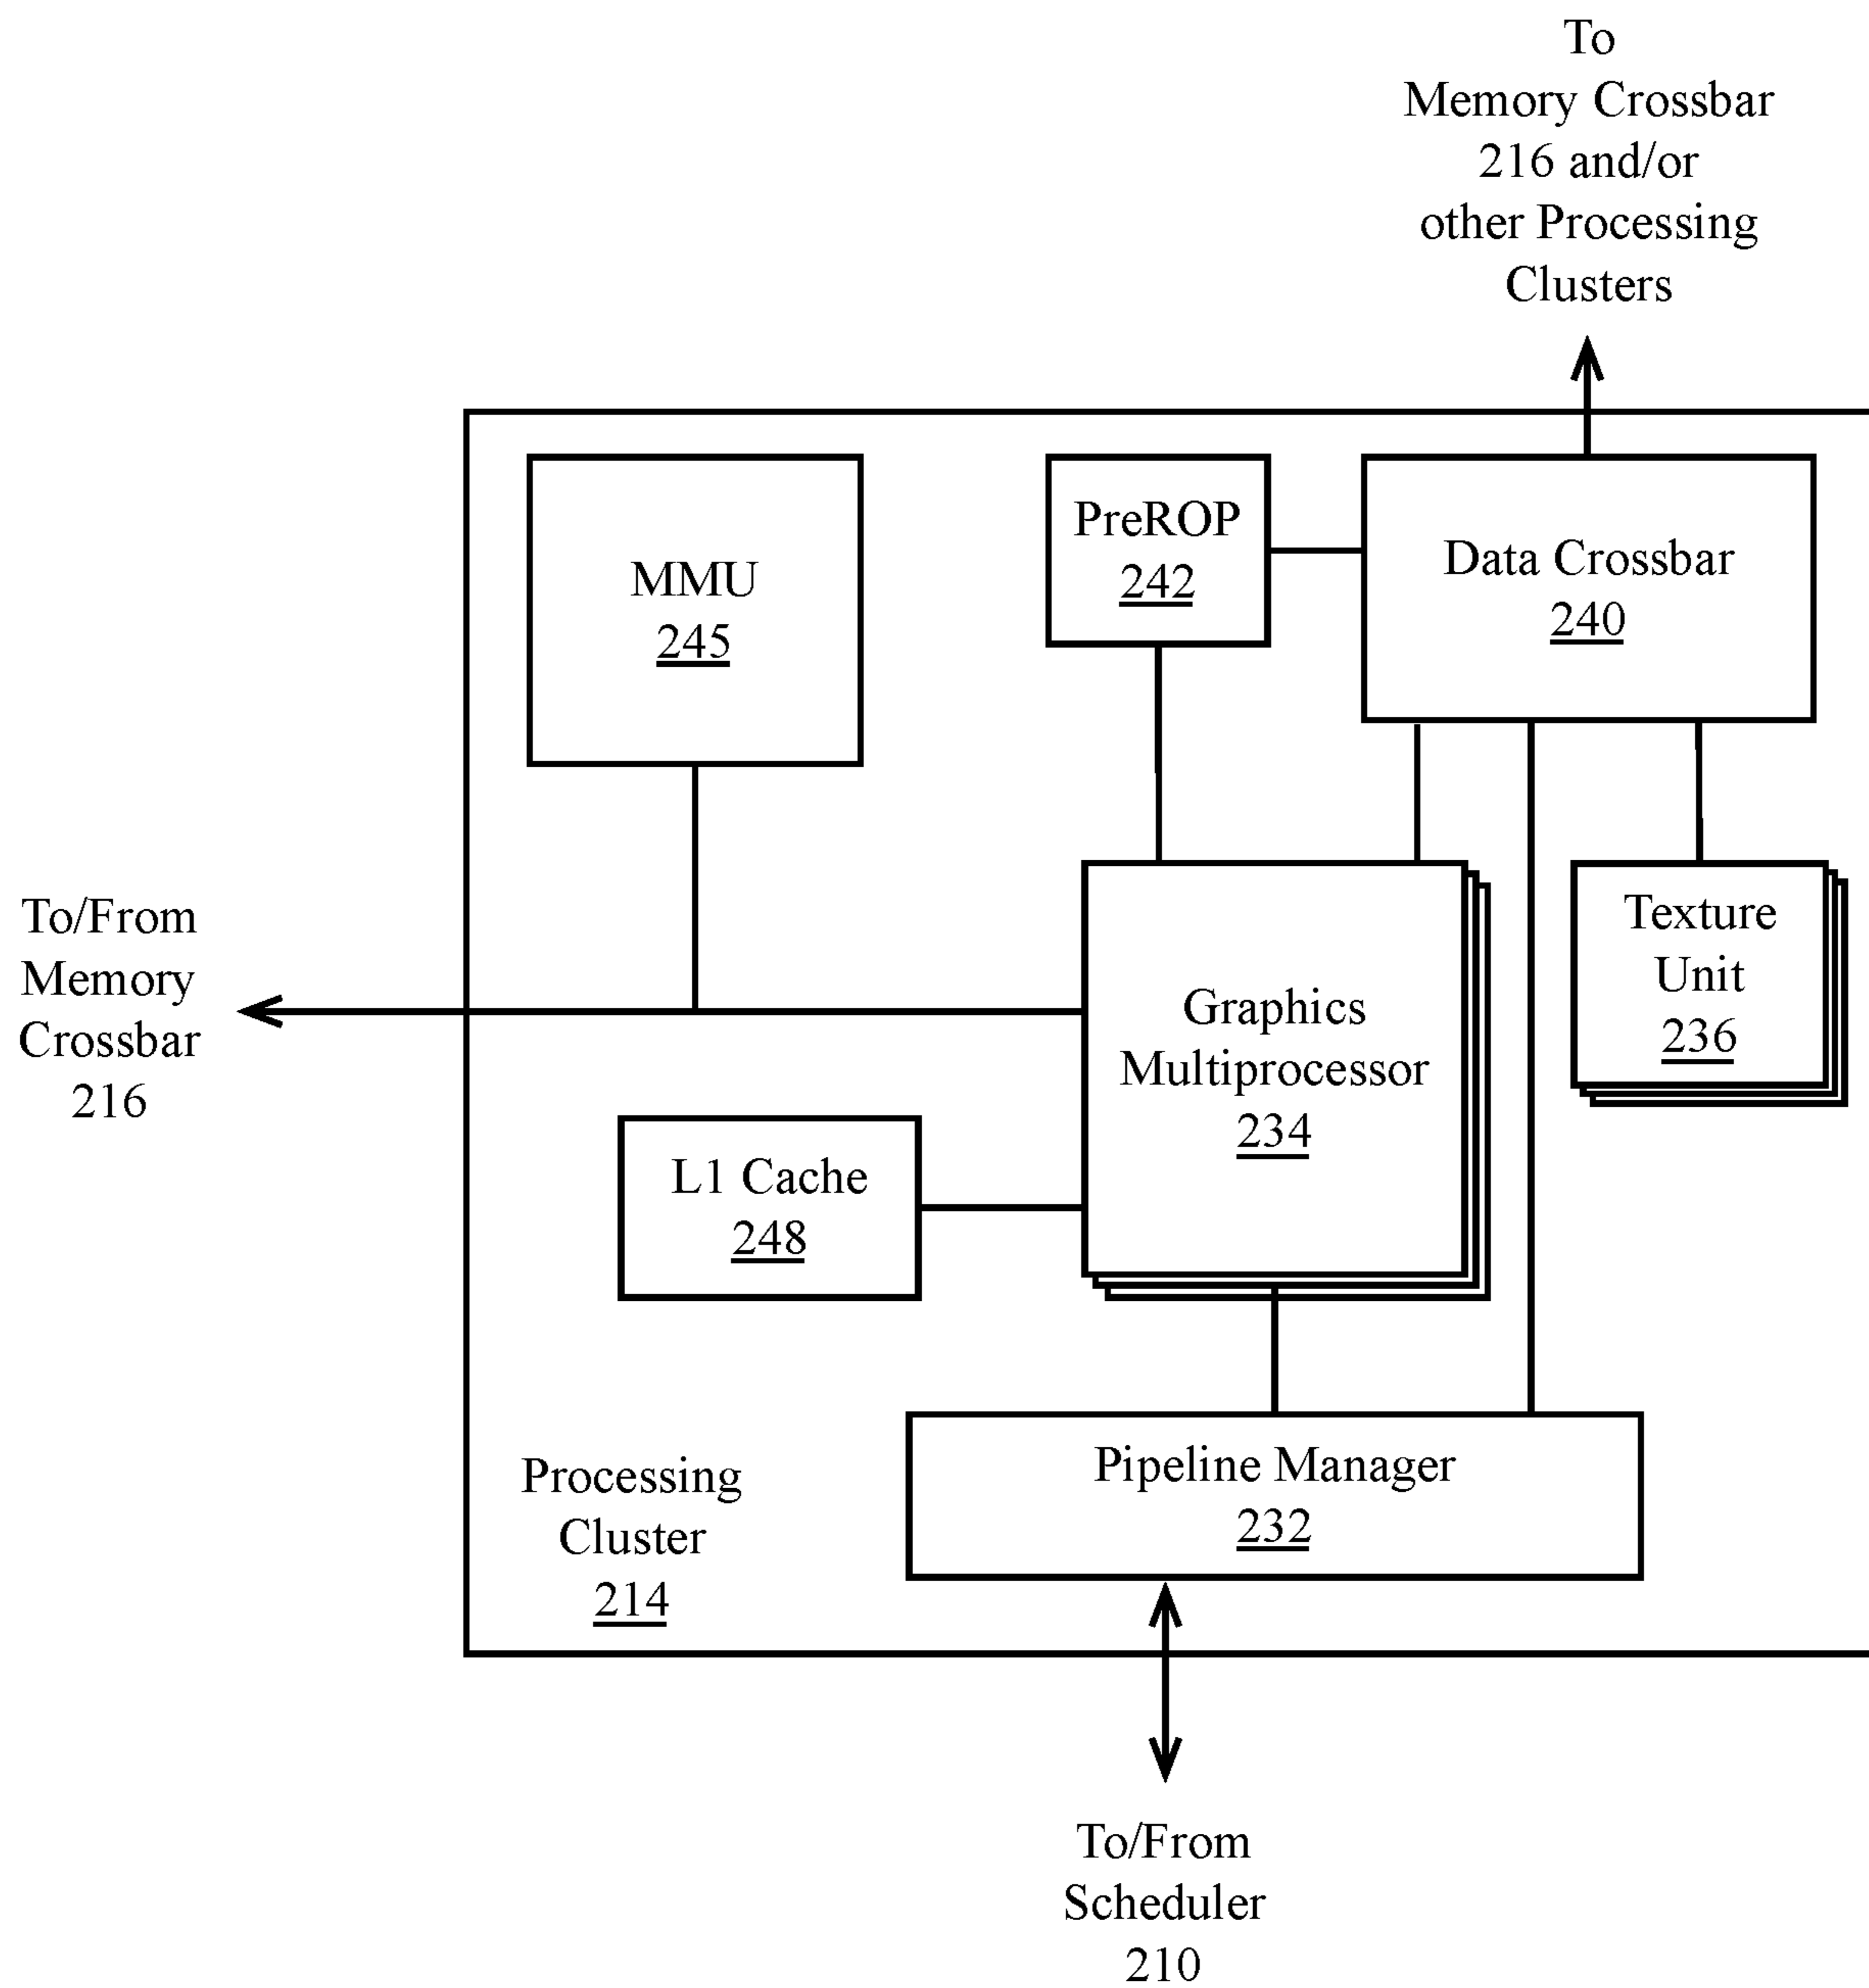 To
Memory Crossbar
216 and/or
other Processing
Clusters
MMU
245
PreROP
242
Data Crossbar
240
To/From
Memory
Crossbar
216
Graphics
Multiprocessor
234
Texture
Unit
236
L1 Cache
248
Processing
Cluster
214
Pipeline Manager
232
To/From
Scheduler
210